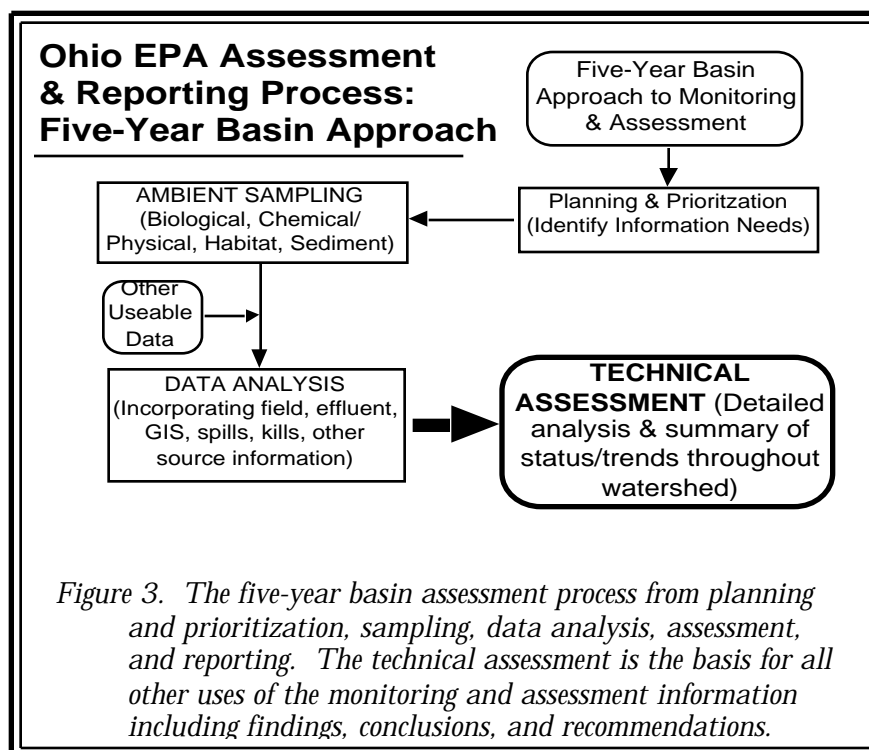 Ohio EPA Assessment
& Reporting Process:
Five-Year Basin Approach
Five-Year Basin
Approach to Monitoring
& Assessment
Planning & Prioritzation
(Identify Information Needs)
AMBIENT SAMPLING
(Biological, Chemical/
Physical, Habitat, Sediment)
Other
Useable
Data
DATA ANALYSIS
(Incorporating field, effluent,
GIS, spills, kills, other
source information)
TECHNICAL
ASSESSMENT (Detailed
analysis & summary of
status/trends throughout
watershed)
Figure 3. The five-year basin assessment process from planning
and prioritization, sampling, data analysis, assessment,
and reporting. The technical assessment is the basis for all
other uses of the monitoring and assessment information
including findings, conclusions, and recommendations.